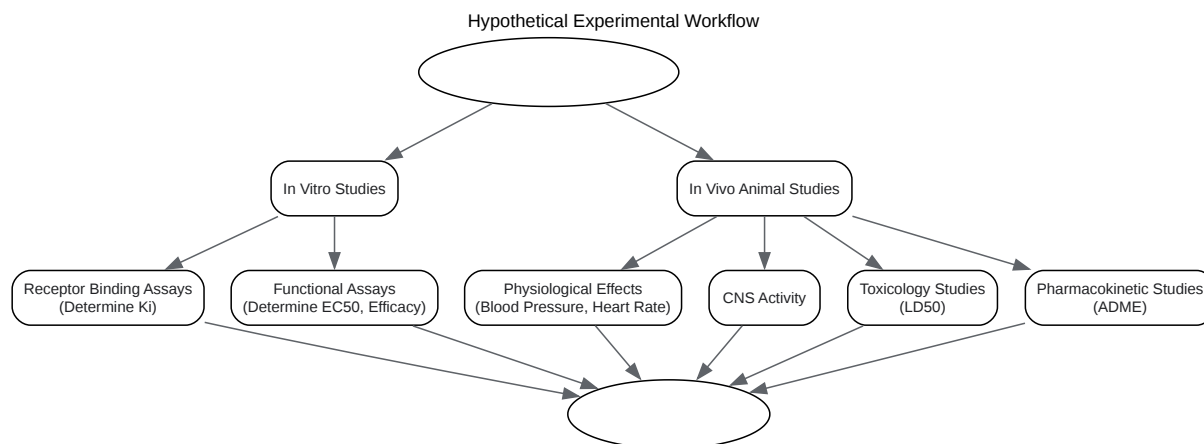 Hypothetical Experimental Workflow
In Vitro Studies
In Vivo Animal Studies
Receptor Binding Assays
(Determine Ki)
Functional Assays
(Determine EC50, Efficacy)
Physiological Effects
(Blood Pressure, Heart Rate)
CNS Activity
Toxicology Studies
(LD50)
Pharmacokinetic Studies
(ADME)